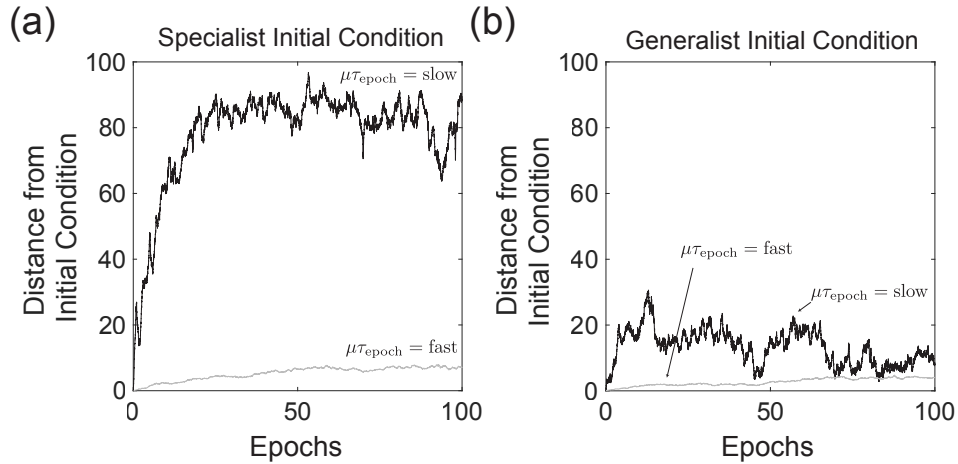 (a)
Specialist Initial Condition
μτepoch = slow
μτepoch = fast
100
80
60
40
20
0
0
50
100
Distance from
Initial Condition
Epochs
(b)
Generalist Initial Condition
μτepoch = fast
μτepoch = slow
100
80
60
40
20
0
0
50
100
Distance from
Initial Condition
Epochs